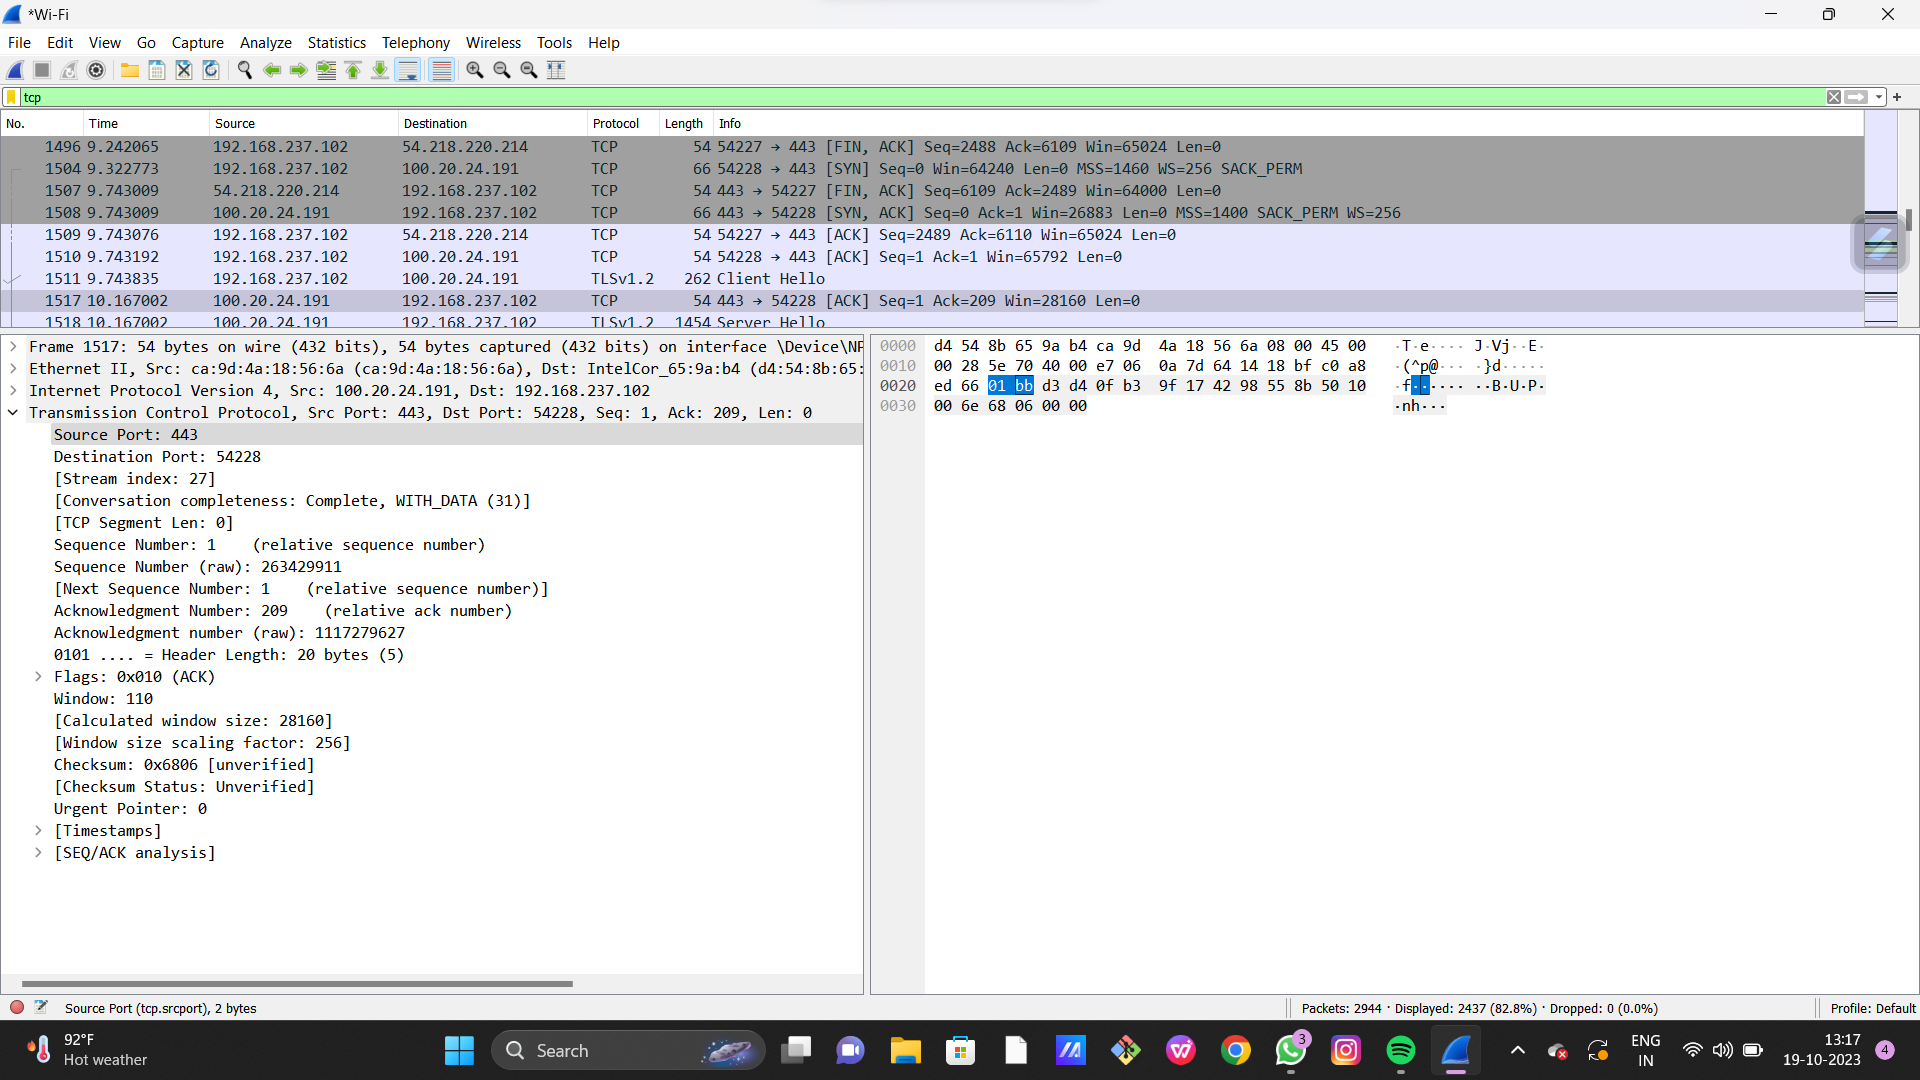 *Wi-Fi
File Edit View Go Capture Analyze Statistics Telephony Wireless Tools Help
tcp
No. Time Source Destination Protocol Length Info
1496 9.242065 192.168.237.102 54.218.220.214 TCP 54 54227 → 443 [FIN, ACK] Seq=2488 Ack=6109 Win=65024 Len=0
1504 9.322773 192.168.237.102 100.20.24.191 TCP 66 54228 → 443 [SYN] Seq=0 Win=64240 Len=0 MSS=1460 WS=256 SACK_PERM
1507 9.743009 54.218.220.214 192.168.237.102 TCP 54 443 → 54227 [FIN, ACK] Seq=6109 Ack=2489 Win=64000 Len=0
1508 9.743009 100.20.24.191 192.168.237.102 TCP 66 443 → 54228 [SYN, ACK] Seq=0 Ack=1 Win=26883 Len=0 MSS=1400 SACK_PERM WS=256
1509 9.743076 192.168.237.102 54.218.220.214 TCP 54 54227 → 443 [ACK] Seq=2489 Ack=6110 Win=65024 Len=0
1510 9.743192 192.168.237.102 100.20.24.191 TCP 54 54228 → 443 [ACK] Seq=1 Ack=1 Win=65792 Len=0
1511 9.743835 192.168.237.102 100.20.24.191 TLSv1.2 262 Client Hello
1517 10.167002 100.20.24.191 192.168.237.102 TCP 54 443 → 54228 [ACK] Seq=1 Ack=209 Win=28160 Len=0
1518 10.167002 100.20.24.191 192.168.237.102 TLSv1.2 1454 Server Hello
Frame 1517: 54 bytes on wire (432 bits), 54 bytes captured (432 bits) on interface \Device\NP
Ethernet II, Src: ca:9d:4a:18:56:6a (ca:9d:4a:18:56:6a), Dst: IntelCor_65:9a:b4 (d4:54:8b:65:
Internet Protocol Version 4, Src: 100.20.24.191, Dst: 192.168.237.102
Transmission Control Protocol, Src Port: 443, Dst Port: 54228, Seq: 1, Ack: 209, Len: 0
Source Port: 443
Destination Port: 54228
[Stream index: 27]
[Conversation completeness: Complete, WITH_DATA (31)]
[TCP Segment Len: 0]
Sequence Number: 1 (relative sequence number)
Sequence Number (raw): 263429911
[Next Sequence Number: 1 (relative sequence number)]
Acknowledgment Number: 209 (relative ack number)
Acknowledgment number (raw): 1117279627
0101 .... = Header Length: 20 bytes (5)
Flags: 0x010 (ACK)
Window: 110
[Calculated window size: 28160]
[Window size scaling factor: 256]
Checksum: 0x6806 [unverified]
[Checksum Status: Unverified]
Urgent Pointer: 0
[Timestamps]
[SEQ/ACK analysis]
0000 d4 54 8b 65 9a b4 ca 9d 4a 18 56 6a 08 00 45 00 ·T·e···· J·Vj··E·
0010 00 28 5e 70 40 00 e7 06 0a 7d 64 14 18 bf c0 a8 ·(^p@··· ·}d·····
0020 ed 66 01 bb d3 d4 0f b3 9f 17 42 98 55 8b 50 10 ·f······ ··B·U·P·
0030 00 6e 68 06 00 00 ·nh···
Source Port (tcp.srcport), 2 bytes
Packets: 2944 · Displayed: 2437 (82.8%) · Dropped: 0 (0.0%)
Profile: Default
92°F
Hot weather
Search
3
ENG
IN
13:17
19-10-2023
4